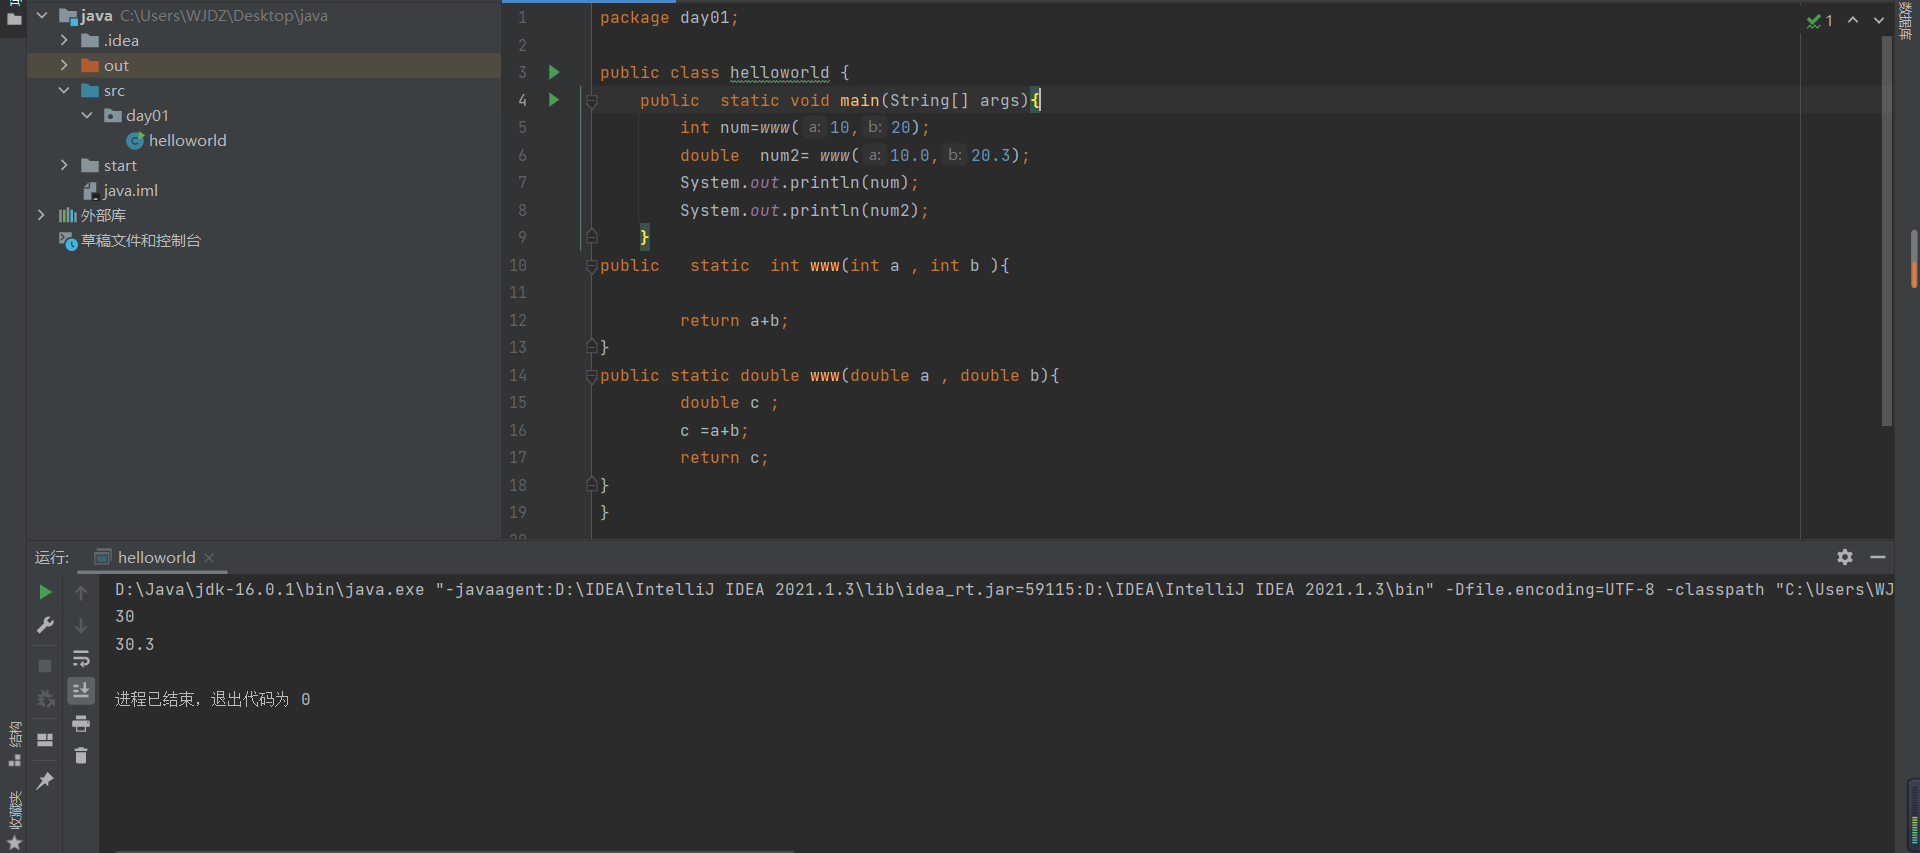 java C:\Users\WJDZ\Desktop\java
.idea
out
src
day01
helloworld
start
java.iml
外部库
草稿文件和控制台
1 package day01;
2
3 public class helloworld {
4 public  static void main(String[] args){
5 int num=www( a: 10, b: 20);
6 double  num2= www( a: 10.0, b: 20.3);
7 System.out.println(num);
8 System.out.println(num2);
9 }
10 public   static  int www(int a , int b ){
11
12 return a+b;
13 }
14 public static double www(double a , double b){
15 double c ;
16 c =a+b;
17 return c;
18 }
19 }
1
数据库
运行: helloworld
D:\Java\jdk-16.0.1\bin\java.exe "-javaagent:D:\IDEA\IntelliJ IDEA 2021.1.3\lib\idea_rt.jar=59115:D:\IDEA\IntelliJ IDEA 2021.1.3\bin" -Dfile.encoding=UTF-8 -classpath "C:\Users\WJ
30
30.3
进程已结束，退出代码为 0
结构
收藏夹